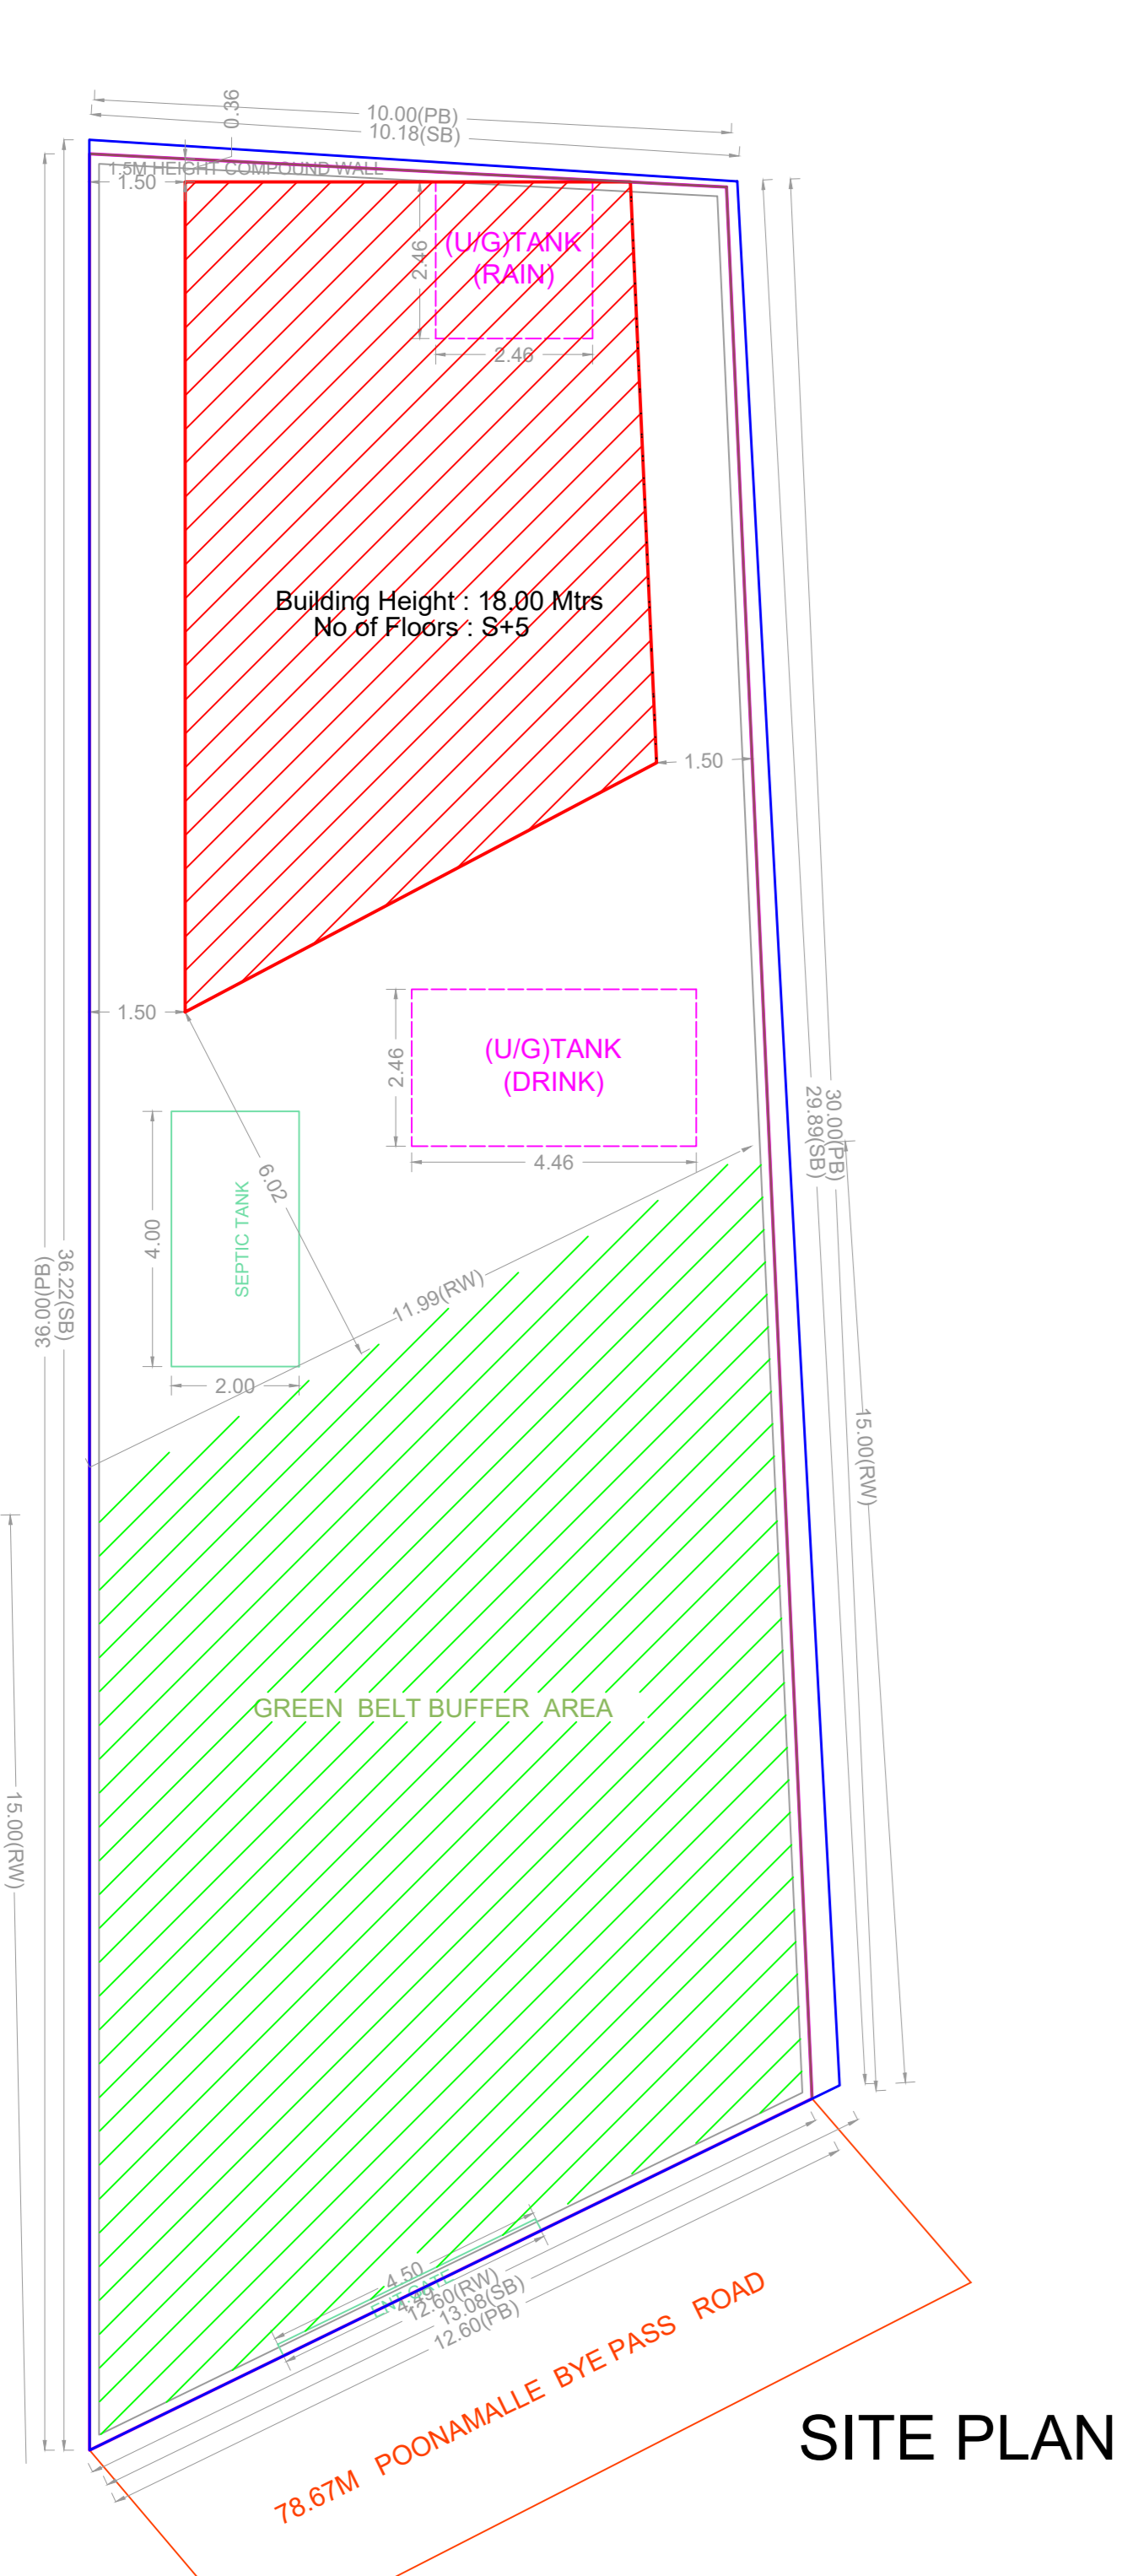 0.36
10.00(PB)
10.18(SB)
1.5M HEIGHT COMPOUND WALL
1.50
(U/G)TANK
(RAIN)
2.46
2.46
Building Height : 18.00 Mtrs
No of Floors : S+5
1.50
1.50
(U/G)TANK
(DRINK)
2.46
4.46
30.00(PB)
29.89(SB)
6.02
SEPTIC TANK
4.00
2.00
11.99(RW)
36.22(SB)
36.00(PB)
15.00(RW)
GREEN BELT BUFFER AREA
15.00(RW)
4.50
ENT GATE
4.49
12.60(RW)
13.08(SB)
12.60(PB)
78.67M POONAMALLE BYE PASS ROAD
SITE PLAN